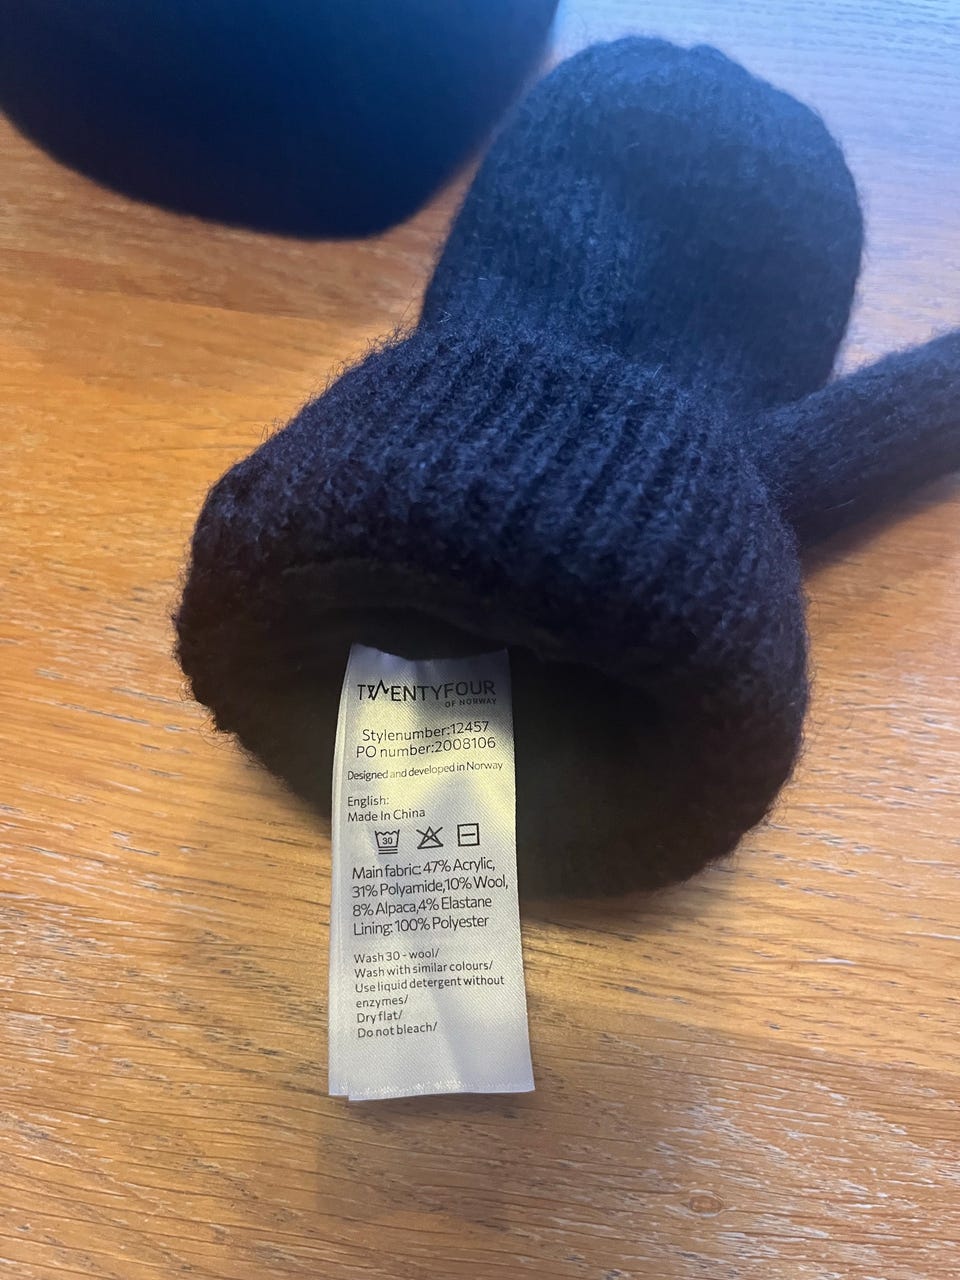 TWENTYFOUR
OF NORWAY
Stylenumber:12457
PO number:2008106
Designed and developed in Norway
English:
Made In China
30
Main fabric: 47% Acrylic,
31% Polyamide,10% Wool,
8% Alpaca,4% Elastane
Lining: 100% Polyester
Wash 30 - wool/
Wash with similar colours/
Use liquid detergent without
enzymes/
Dry flat/
Do not bleach/